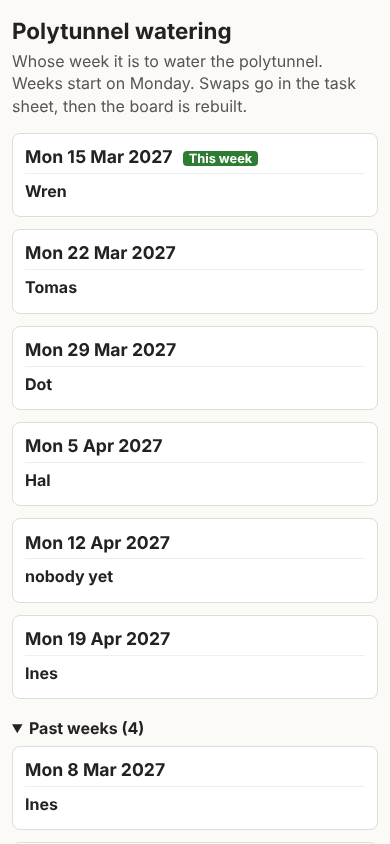 Polytunnel watering
Whose week it is to water the polytunnel.
Weeks start on Monday. Swaps go in the task
sheet, then the board is rebuilt.
Mon 15 Mar 2027 This week
Wren
Mon 22 Mar 2027
Tomas
Mon 29 Mar 2027
Dot
Mon 5 Apr 2027
Hal
Mon 12 Apr 2027
nobody yet
Mon 19 Apr 2027
Ines
Past weeks (4)
Mon 8 Mar 2027
Ines